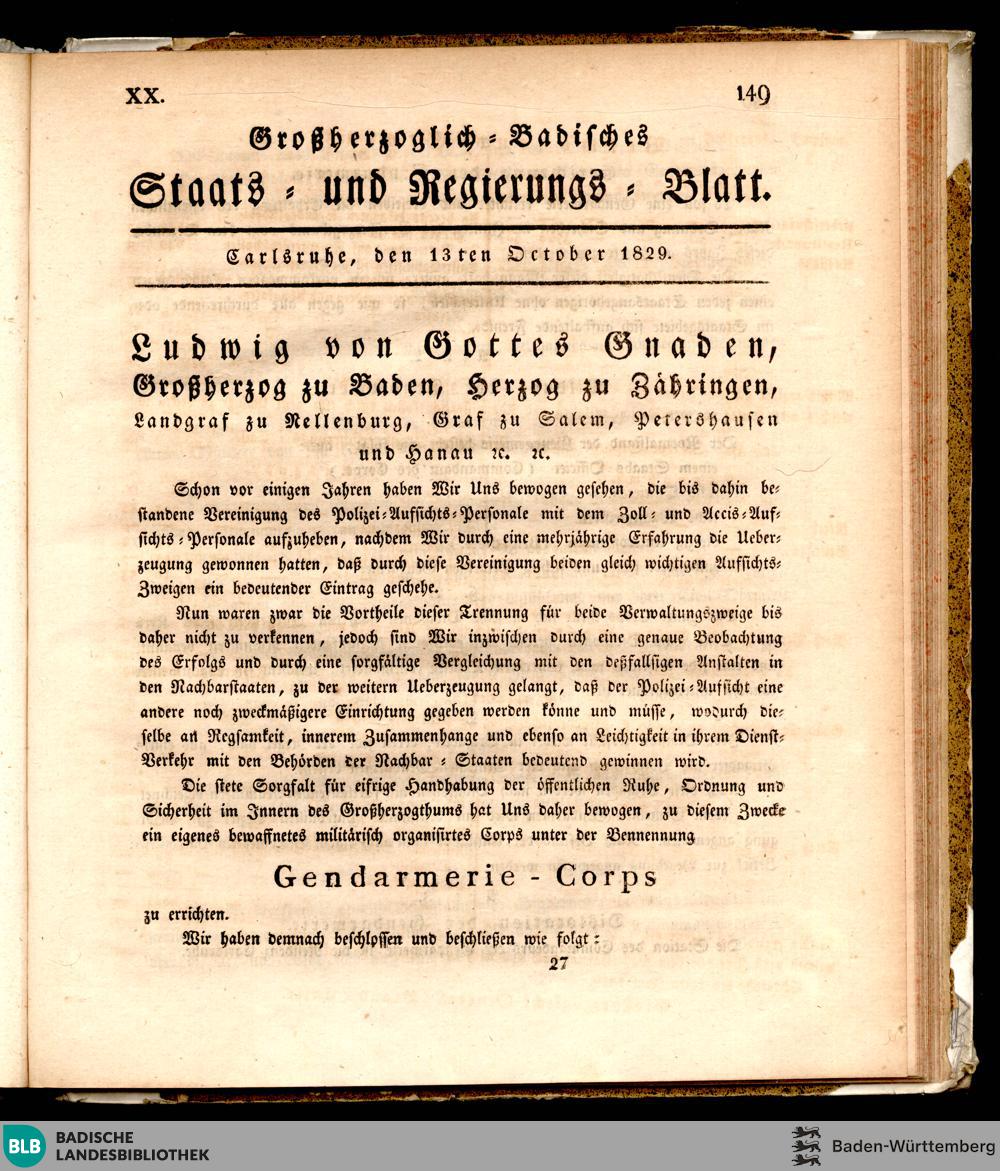 XX.
149
Großherzoglich-Badisches
Staats- und Regierungs-Blatt.
Carlsruhe, den 13ten October 1829.
Ludwig von Gottes Gnaden,
Großherzog zu Baden, Herzog zu Zähringen,
Landgraf zu Nellenburg, Graf zu Salem, Petershausen
und Hanau ꝛc. ꝛc.
Schon vor einigen Jahren haben Wir Uns bewogen gesehen, die bis dahin be-
standene Vereinigung des Polizei-Aufsichts-Personale mit dem Zoll- und Accis-Auf-
sichts-Personale aufzuheben, nachdem Wir durch eine mehrjährige Erfahrung die Ueber-
zeugung gewonnen hatten, daß durch diese Vereinigung beiden gleich wichtigen Aufsichts-
Zweigen ein bedeutender Eintrag geschehe.
Nun waren zwar die Vortheile dieser Trennung für beide Verwaltungszweige bis
daher nicht zu verkennen, jedoch sind Wir inzwischen durch eine genaue Beobachtung
des Erfolgs und durch eine sorgfältige Vergleichung mit den deßfallsigen Anstalten in
den Nachbarstaaten, zu der weitern Ueberzeugung gelangt, daß der Polizei-Aufsicht eine
andere noch zweckmäßigere Einrichtung gegeben werden könne und müsse, wodurch die-
selbe an Regsamkeit, innerem Zusammenhange und ebenso an Leichtigkeit in ihrem Dienst-
Verkehr mit den Behörden der Nachbar-Staaten bedeutend gewinnen wird.
Die stete Sorgfalt für eifrige Handhabung der öffentlichen Ruhe, Ordnung und
Sicherheit im Innern des Großherzogthums hat Uns daher bewogen, zu diesem Zwecke
ein eigenes bewaffnetes militärisch organisirtes Corps unter der Bennennung
Gendarmerie-Corps
zu errichten.
Wir haben demnach beschlossen und beschließen wie folgt:
27
BLB
BADISCHE
LANDESBIBLIOTHEK
Baden-Württemberg